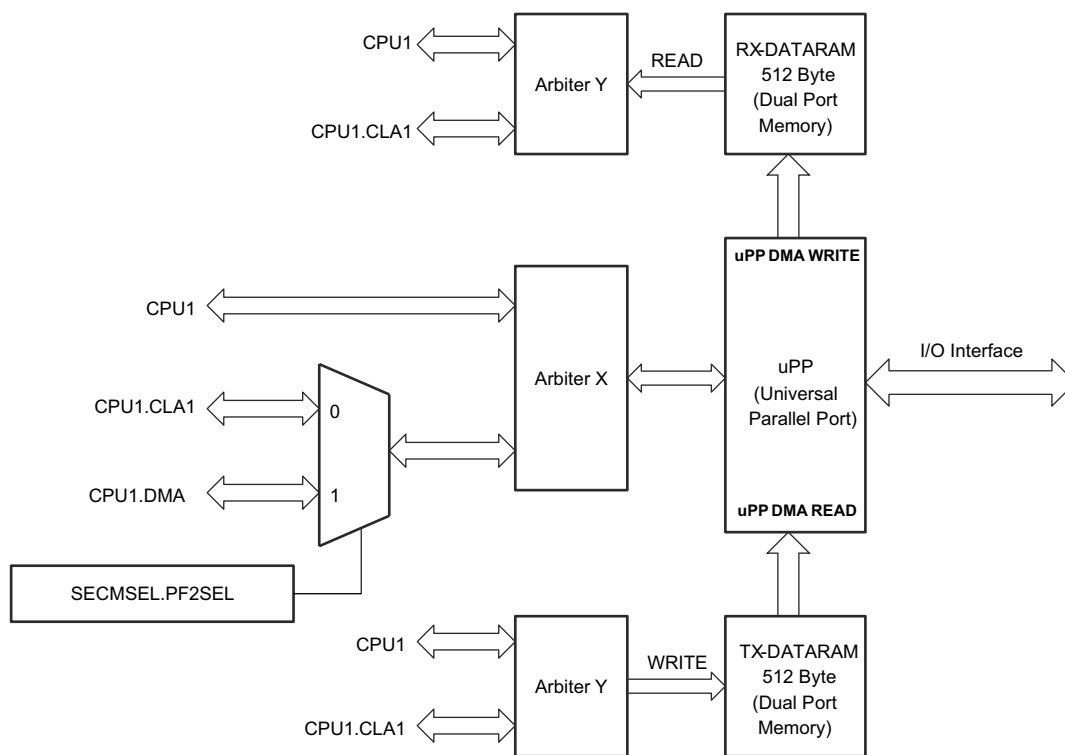 CPU1
CPU1.CLA1
Arbiter Y
READ
RX-DATARAM
512 Byte
(Dual Port
Memory)
CPU1
CPU1.CLA1
0
CPU1.DMA
1
SECMSEL.PF2SEL
Arbiter X
uPP DMA WRITE
uPP
(Universal
Parallel Port)
uPP DMA READ
I/O Interface
CPU1
CPU1.CLA1
Arbiter Y
WRITE
TX-DATARAM
512 Byte
(Dual Port
Memory)